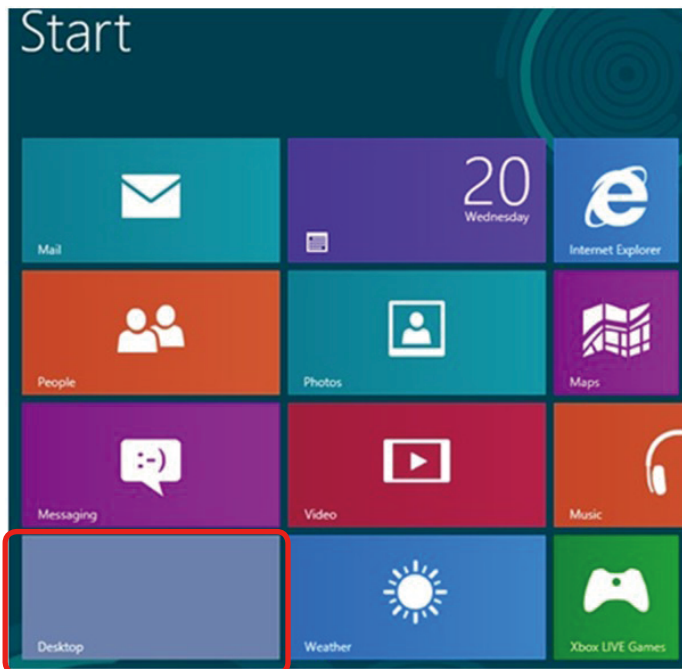 Start
Mail
20
Wednesday
Internet Explorer
People
Photos
Maps
:-)
Messaging
Video
Music
Desktop
Weather
Xbox LIVE Games